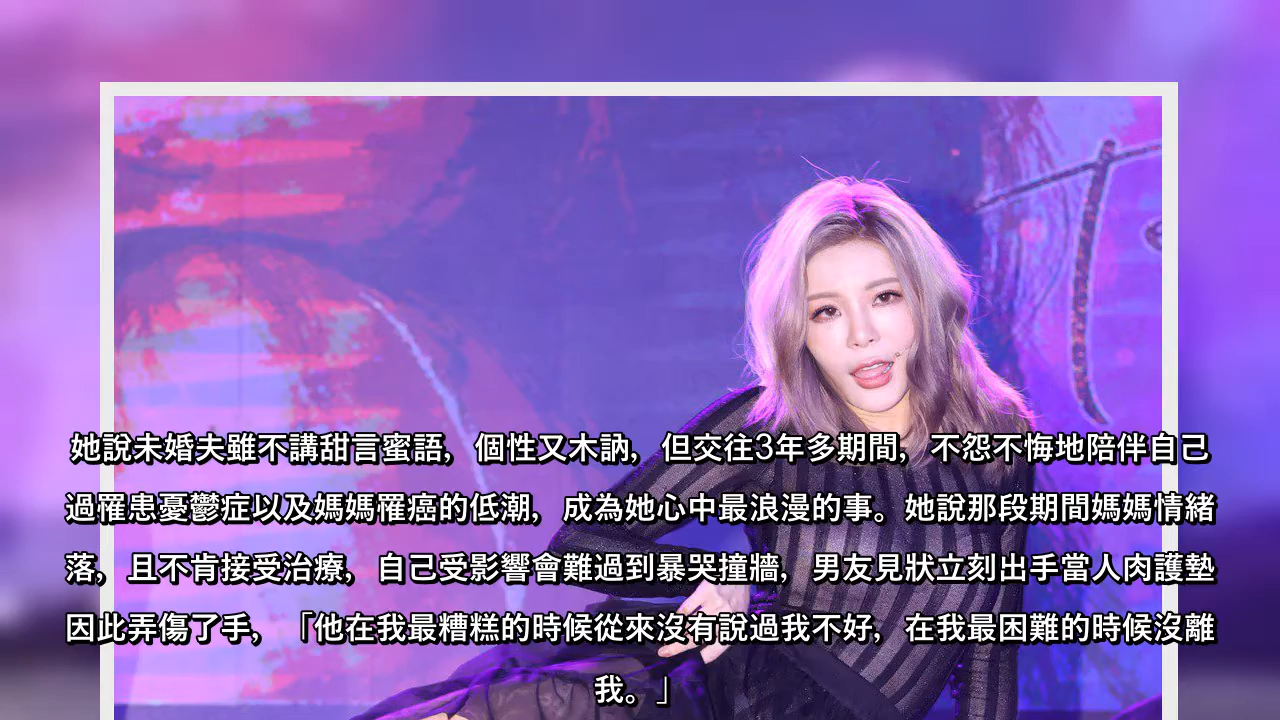 她說未婚夫雖不講甜言蜜語，個性又木訥，但交往3年多期間，不怨不悔地陪伴自己
過罹患憂鬱症以及媽媽罹癌的低潮，成為她心中最浪漫的事。她說那段期間媽媽情緒
落，且不肯接受治療，自己受影響會難過到暴哭撞牆，男友見狀立刻出手當人肉護墊
因此弄傷了手，「他在我最糟糕的時候從來沒有說過我不好，在我最困難的時候沒離
我。」